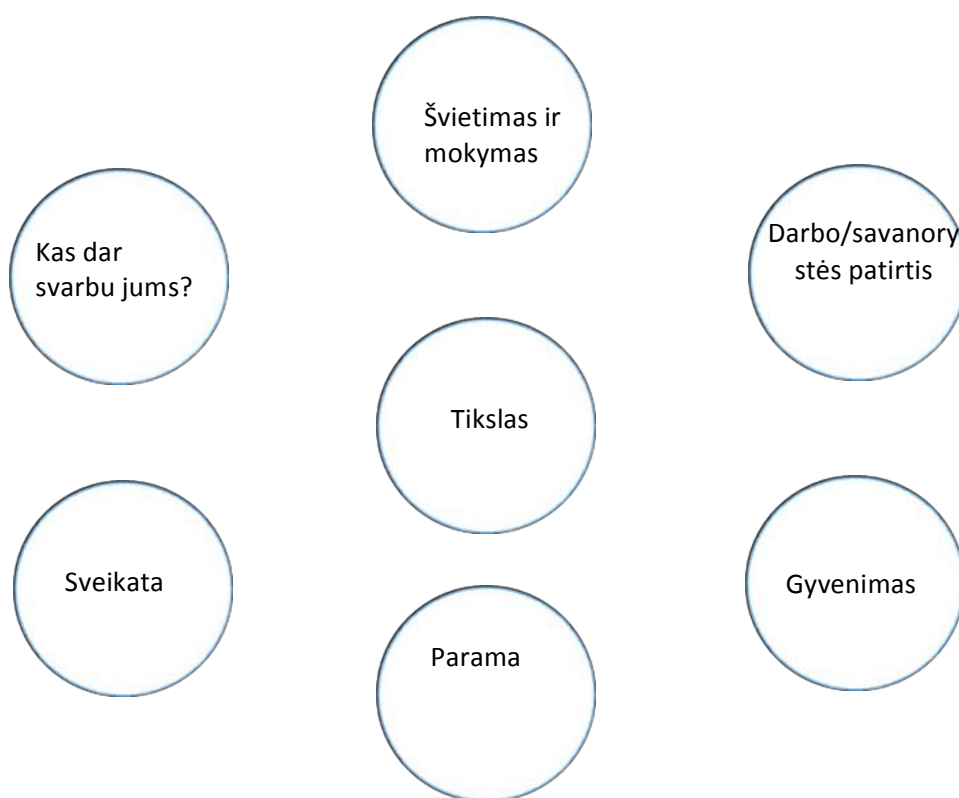 Švietimas ir
mokymas
Kas dar
svarbu jums?
Darbo/savanory
stės patirtis
Tikslas
Sveikata
Gyvenimas
Parama